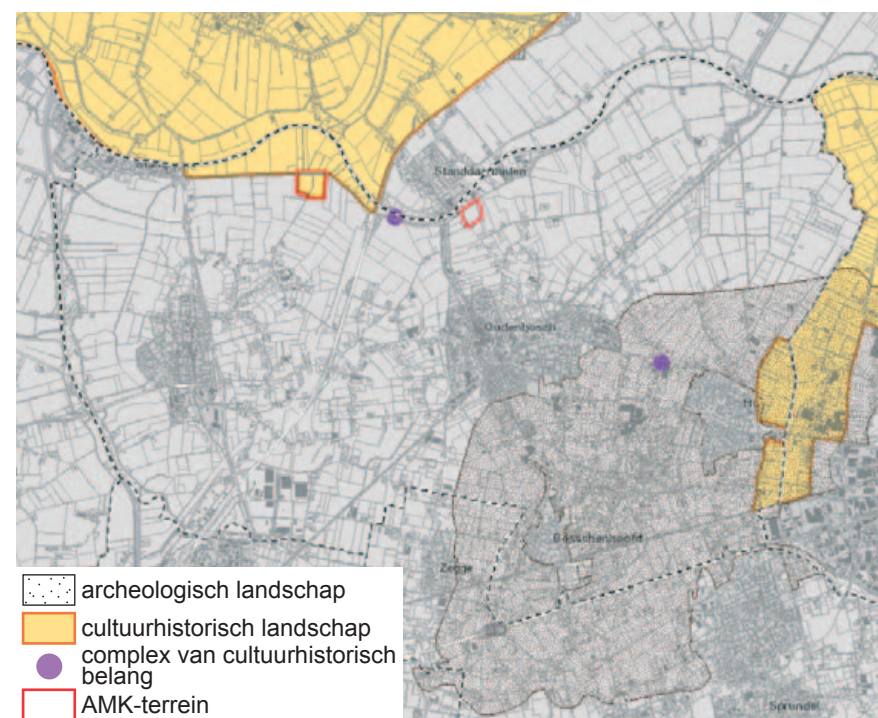 Standdaarbuiten
Oudenbosch
Bosschenhoofd
Zegge
Sprundel
archeologisch landschap
cultuurhistorisch landschap
complex van cultuurhistorisch
belang
AMK-terrein